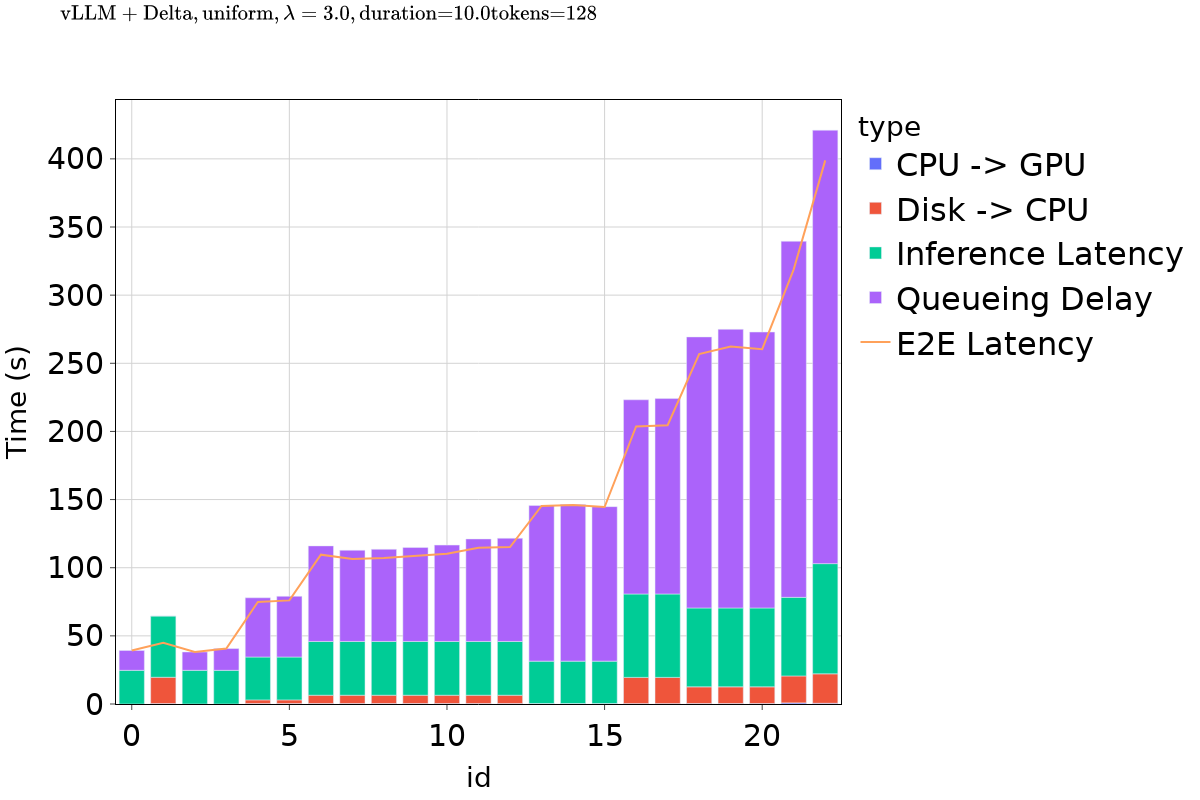 vLLM + Delta, uniform, λ = 3.0, duration=10.0tokens=128
type
CPU -> GPU
Disk -> CPU
Inference Latency
Queueing Delay
E2E Latency
Time (s)
400
350
300
250
200
150
100
50
0
0 5 10 15 20
id